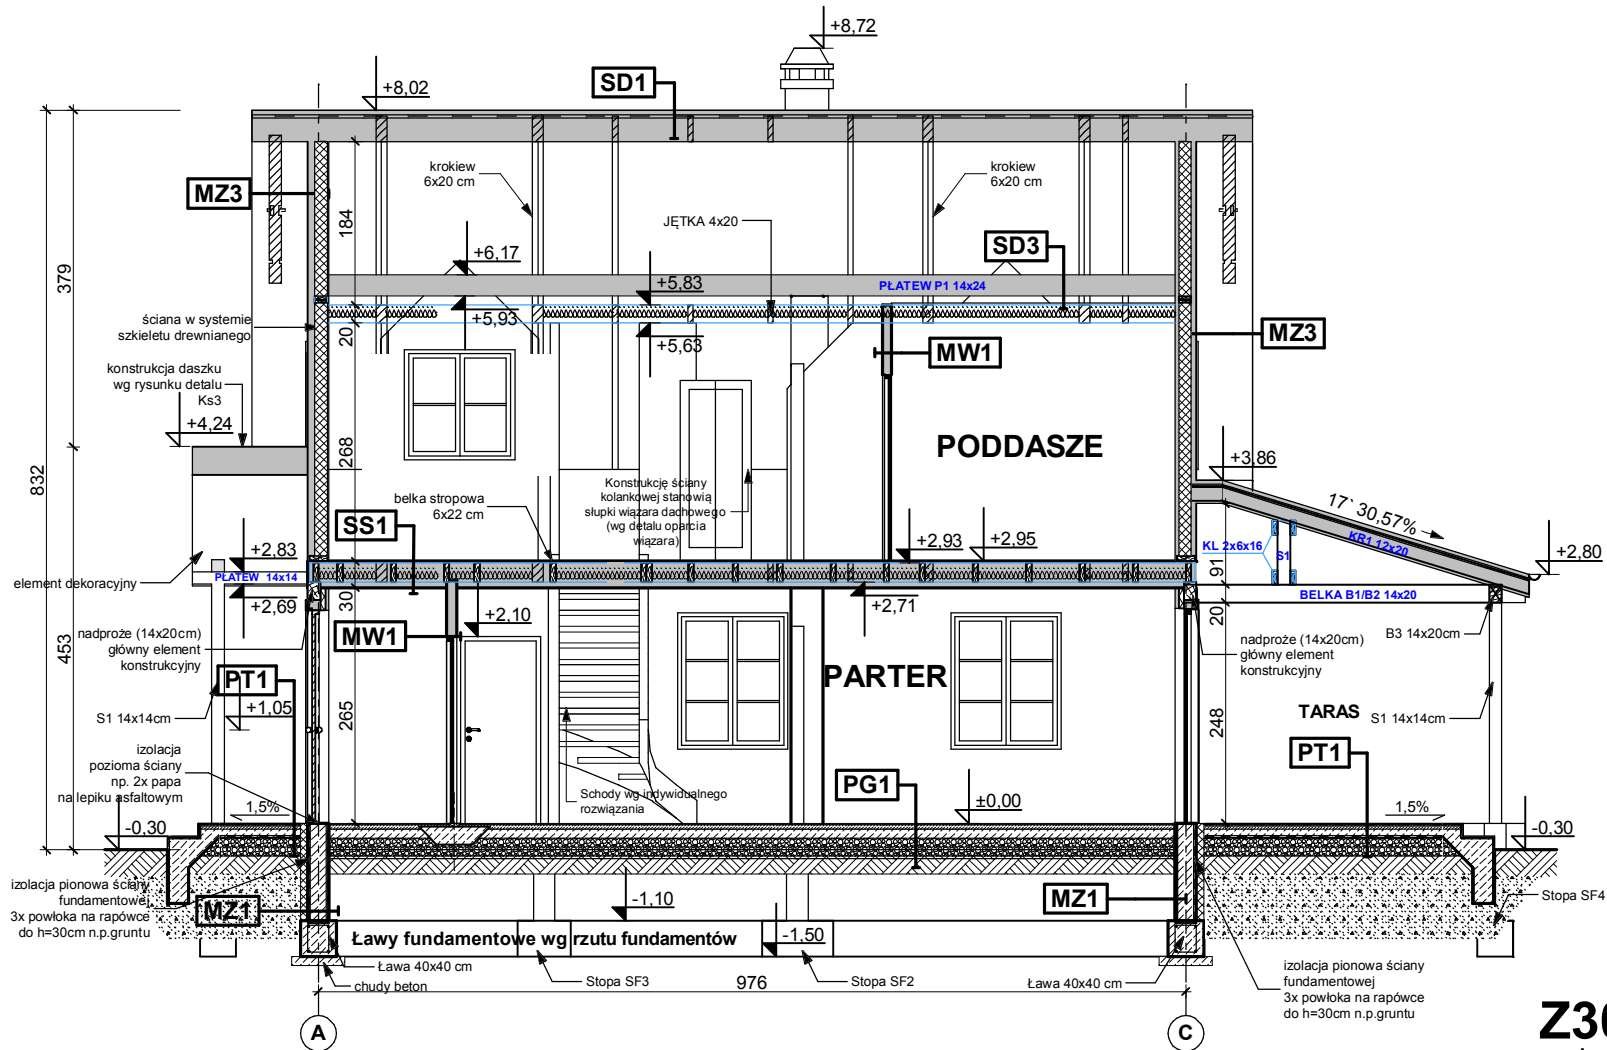 +8,72
+8,02
SD1
MZ3
krokiew
6x20 cm
krokiew
6x20 cm
JĘTKA 4x20
184
SD3
+6,17
+5,83
PŁATEW P1 14x24
379
832
ściana w systemie
szkieletu drewnianego
+5,93
20
+5,63
MW1
MZ3
konstrukcja daszku
wg rysunku detalu
Ks3
+4,24
268
PODDASZE
+3,86
17` 30,57%
Konstrukcję ściany
kolankowej stanowią
słupki wiązara dachowego
(wg detalu oparcia
wiązara)
belka stropowa
6x22 cm
SS1
+2,83
+2,93
+2,95
KL 2x6x16
S1
KR1 12x20
91
+2,80
element dekoracyjny
PŁATEW 14x14
+2,69
30
+2,71
BELKA B1/B2 14x20
20
+2,10
MW1
nadproże (14x20cm)
główny element
konstrukcyjny
453
B3 14x20cm
nadproże (14x20cm)
główny element
konstrukcyjny
PT1
PARTER
S1 14x14cm
+1,05
265
248
TARAS
S1 14x14cm
izolacja
pozioma ściany
np. 2x papa
na lepiku asfaltowym
PT1
PG1
Schody wg indywidualnego
rozwiązania
±0,00
1,5%
1,5%
-0,30
-0,30
izolacja pionowa ściany
fundamentowej
3x powłoka na rapówce
do h=30cm n.p.gruntu
MZ1
-1,10
MZ1
Stopa SF4
Ławy fundamentowe wg rzutu fundamentów
-1,50
Ława 40x40 cm
chudy beton
Stopa SF3
976
Stopa SF2
Ława 40x40 cm
izolacja pionowa ściany
fundamentowej
3x powłoka na rapówce
do h=30cm n.p.gruntu
A
C